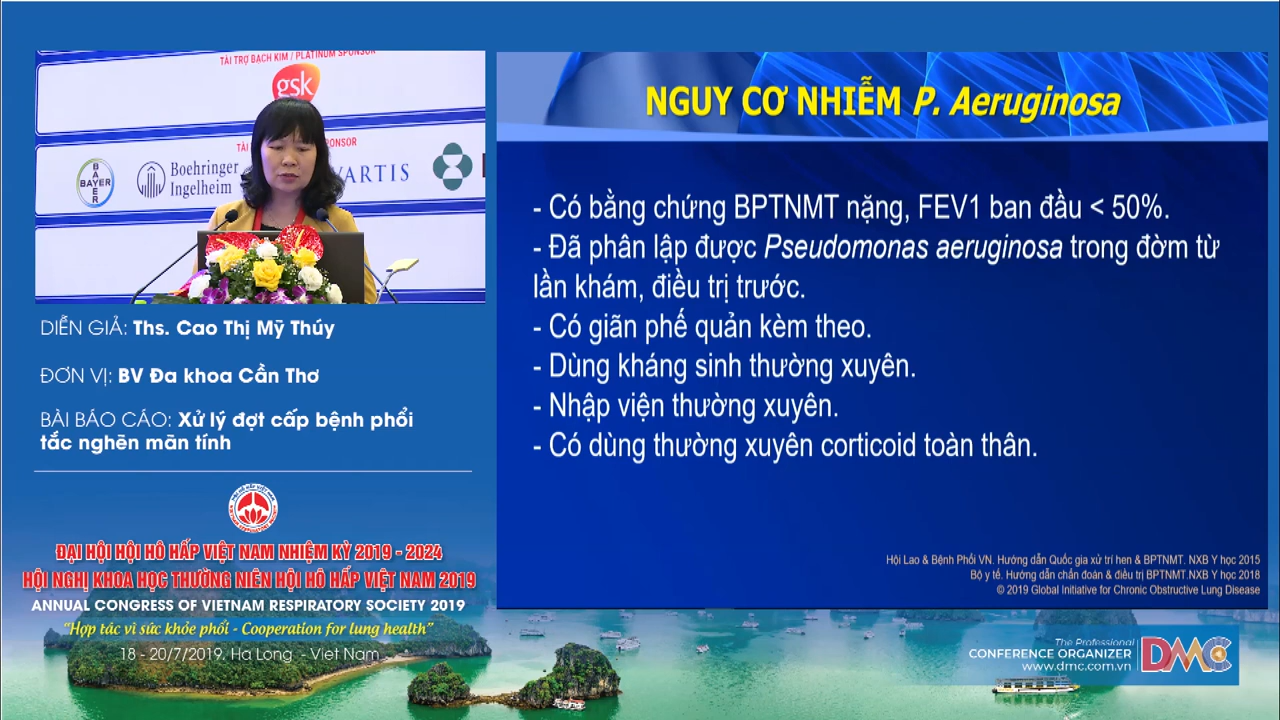 TÀI TRỢ BẠCH KIM / PLATINUM SPONSOR
gsk
BAYER
BAYER
Boehringer
Ingelheim
VARTIS
NGUY CƠ NHIỄM P. Aeruginosa
- Có bằng chứng BPTNMT nặng, FEV1 ban đầu < 50%.
- Đã phân lập được Pseudomonas aeruginosa trong đờm từ
lần khám, điều trị trước.
- Có giãn phế quản kèm theo.
- Dùng kháng sinh thường xuyên.
- Nhập viện thường xuyên.
- Có dùng thường xuyên corticoid toàn thân.
Hội Lao & Bệnh Phổi VN. Hướng dẫn Quốc gia xử trí hen & BPTNMT. NXB Y học 2015
Bộ y tế. Hướng dẫn chẩn đoán & điều trị BPTNMT.NXB Y học 2018
© 2019 Global Initiative for Chronic Obstructive Lung Disease
DIỄN GIẢ: Ths. Cao Thị Mỹ Thúy
ĐƠN VỊ: BV Đa khoa Cần Thơ
BÀI BÁO CÁO: Xử lý đợt cấp bệnh phổi
tắc nghẽn mãn tính
ĐẠI HỘI HỘI HÔ HẤP VIỆT NAM NHIỆM KỲ 2019 - 2024
HỘI NGHỊ KHOA HỌC THƯỜNG NIÊN HỘI HÔ HẤP VIỆT NAM 2019
ANNUAL CONGRESS OF VIETNAM RESPIRATORY SOCIETY 2019
“Hợp tác vì sức khỏe phổi - Cooperation for lung health”
18 - 20/7/2019, Ha Long - Viet Nam
The Professional
CONFERENCE ORGANIZER
www.dmc.com.vn
DMC